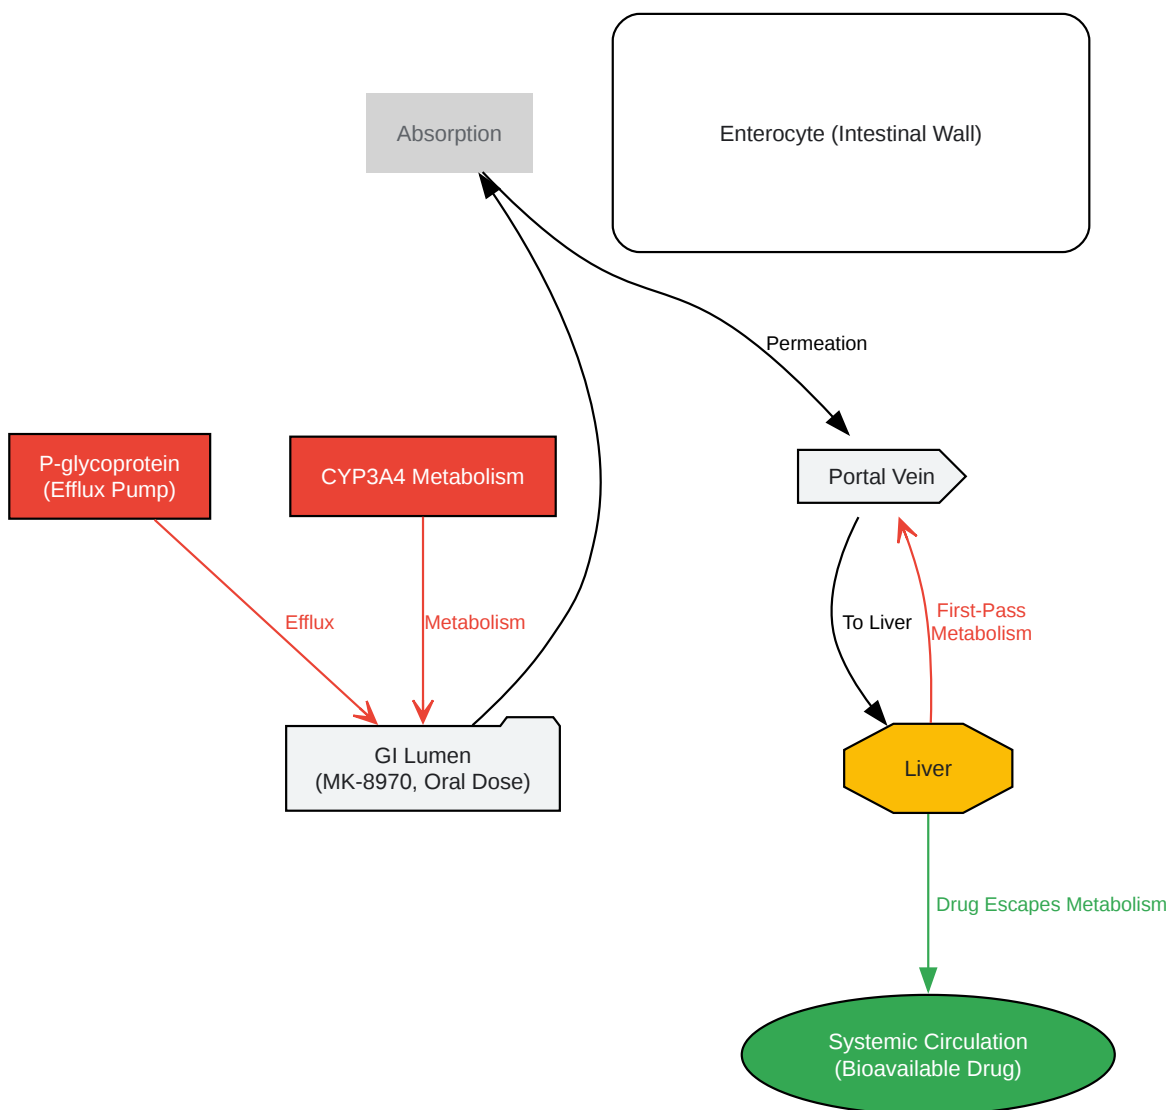 Absorption
Enterocyte (Intestinal Wall)
Permeation
P-glycoprotein
(Efflux Pump)
CYP3A4 Metabolism
Portal Vein
Efflux
Metabolism
To Liver
First-Pass
Metabolism
GI Lumen
(MK-8970, Oral Dose)
Liver
Drug Escapes Metabolism
Systemic Circulation
(Bioavailable Drug)